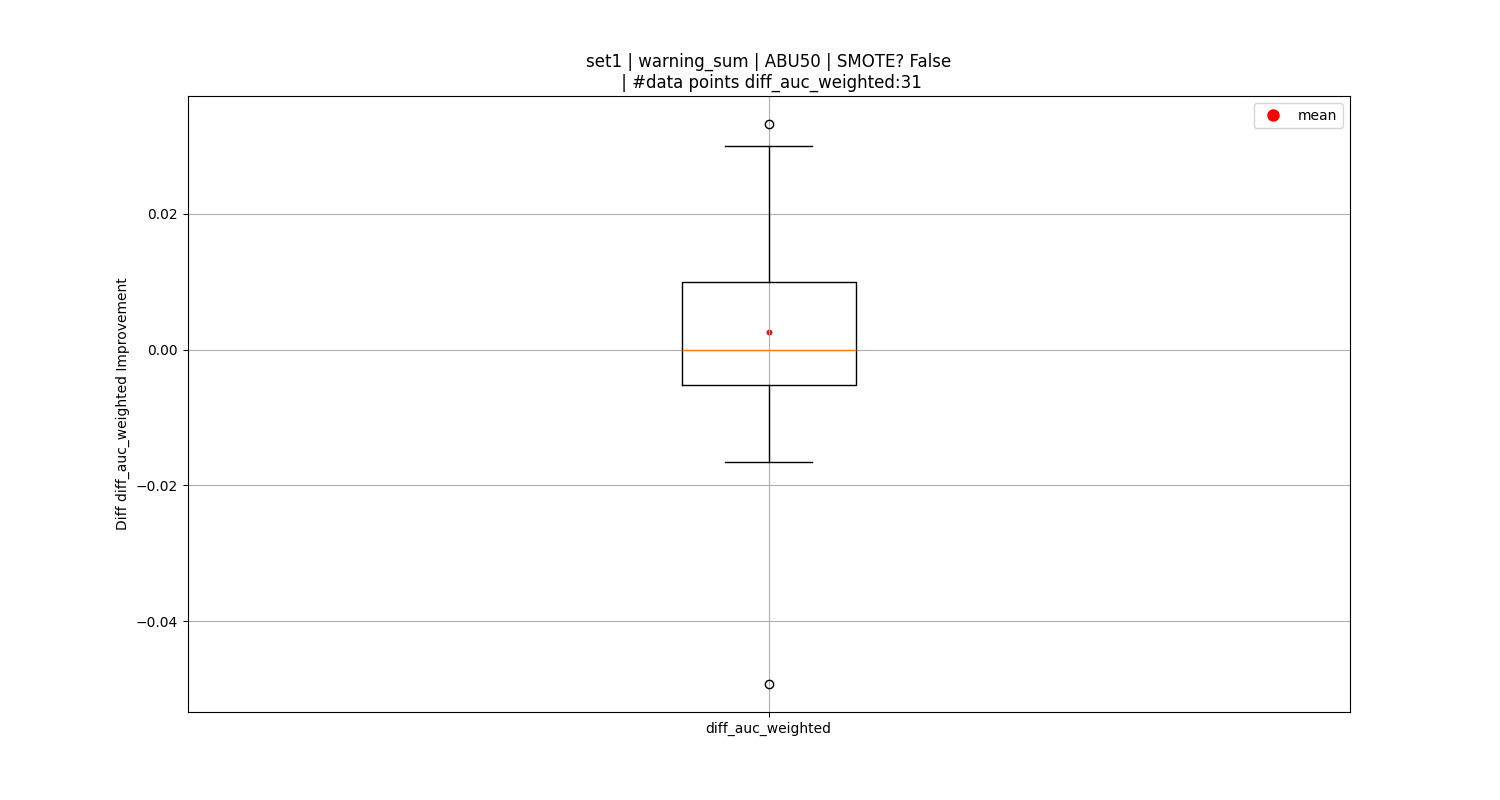 set1 | warning_sum | ABU50 | SMOTE? False
| #data points diff_auc_weighted:31
mean
0.02
0.00
−0.02
−0.04
Diff diff_auc_weighted Improvement
diff_auc_weighted